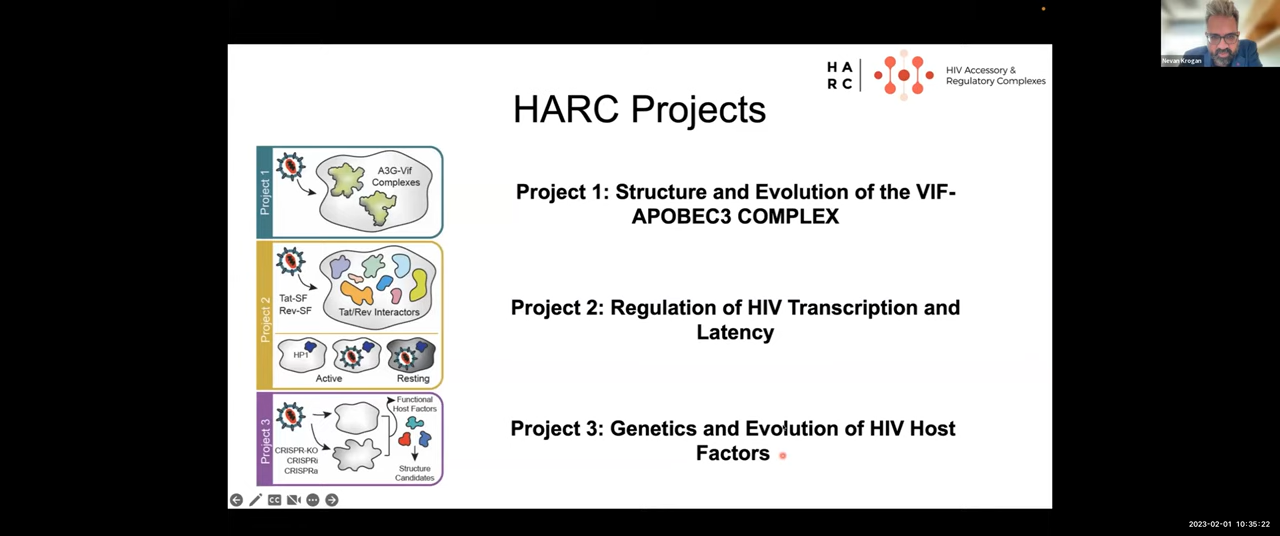 Nevan Krogan
HA
RC
HIV Accessory &
Regulatory Complexes
HARC Projects
Project 1
A3G-Vif
Complexes
Project 1: Structure and Evolution of the VIF-
APOBEC3 COMPLEX
Project 2
Tat-SF
Rev-SF
Tat/Rev Interactors
HP1
Active
Resting
Project 2: Regulation of HIV Transcription and
Latency
Project 3
CRISPR-KO
CRISPRi
CRISPRa
Functional
Host Factors
Structure
Candidates
Project 3: Genetics and Evolution of HIV Host
Factors
CC
2023-02-01 10:35:22